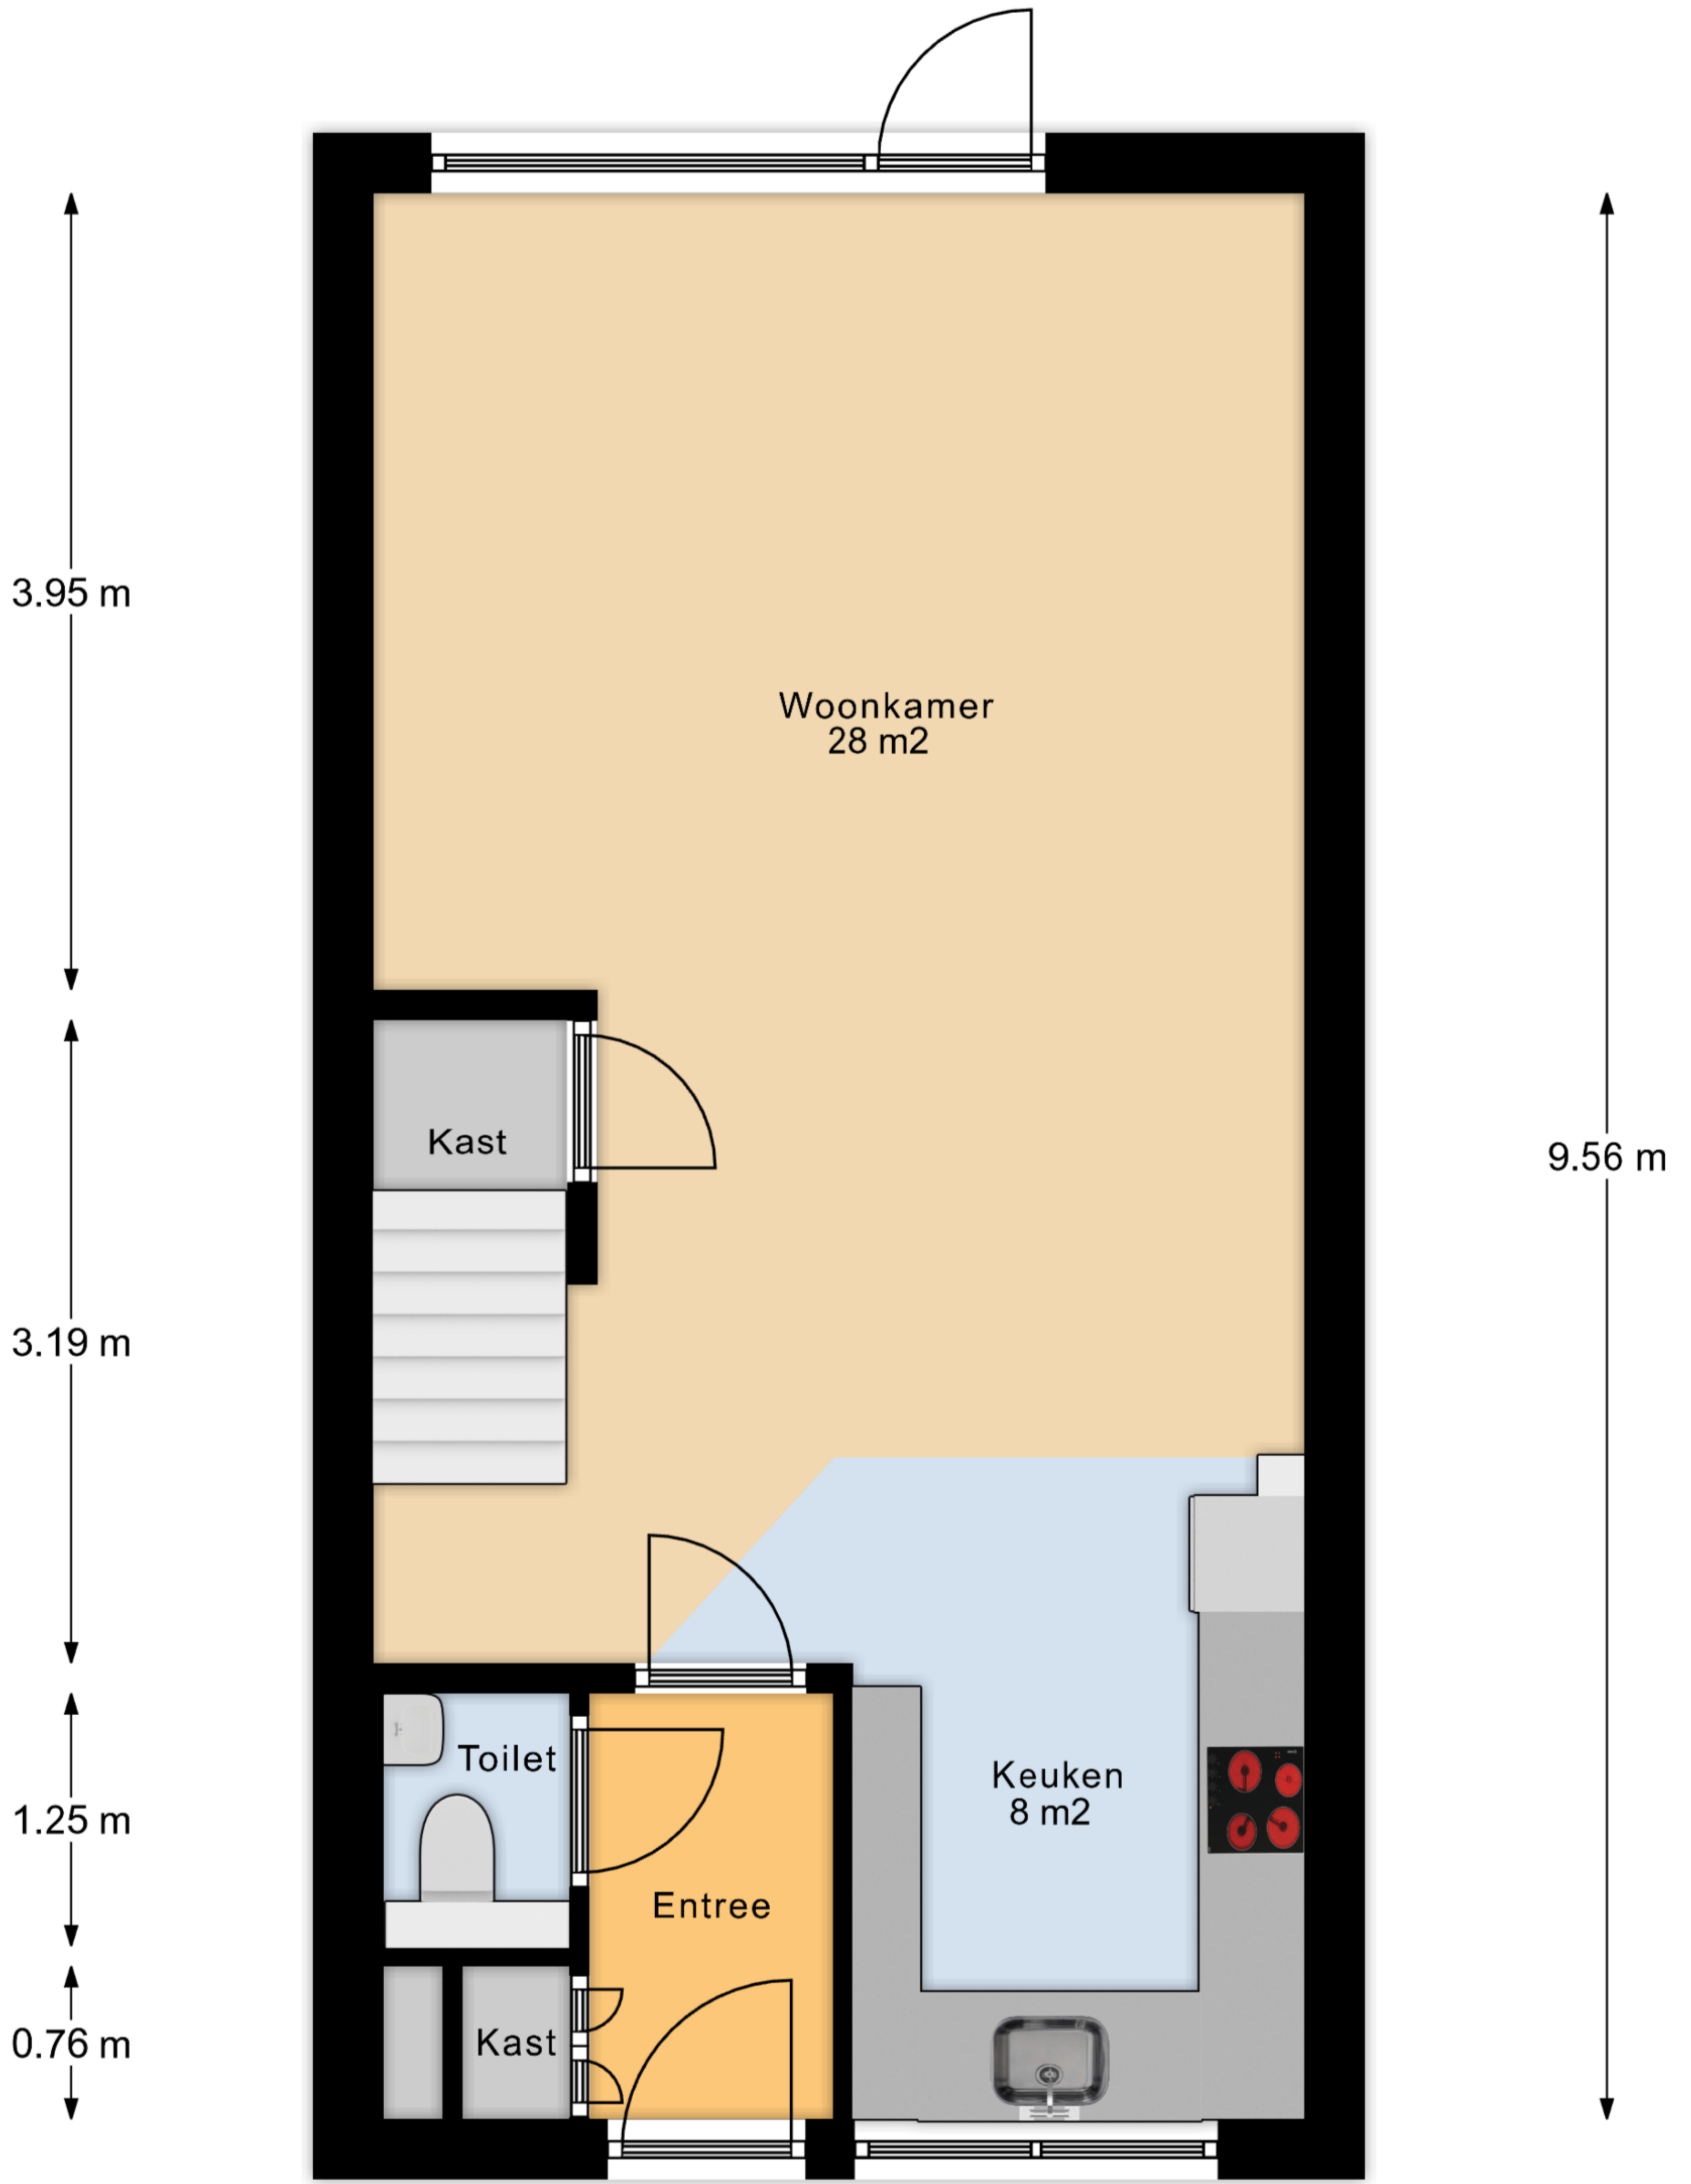 3.95 m
Woonkamer
28 m2
Kast
9.56 m
3.19 m
Toilet
Keuken
8 m2
1.25 m
Entree
Kast
0.76 m